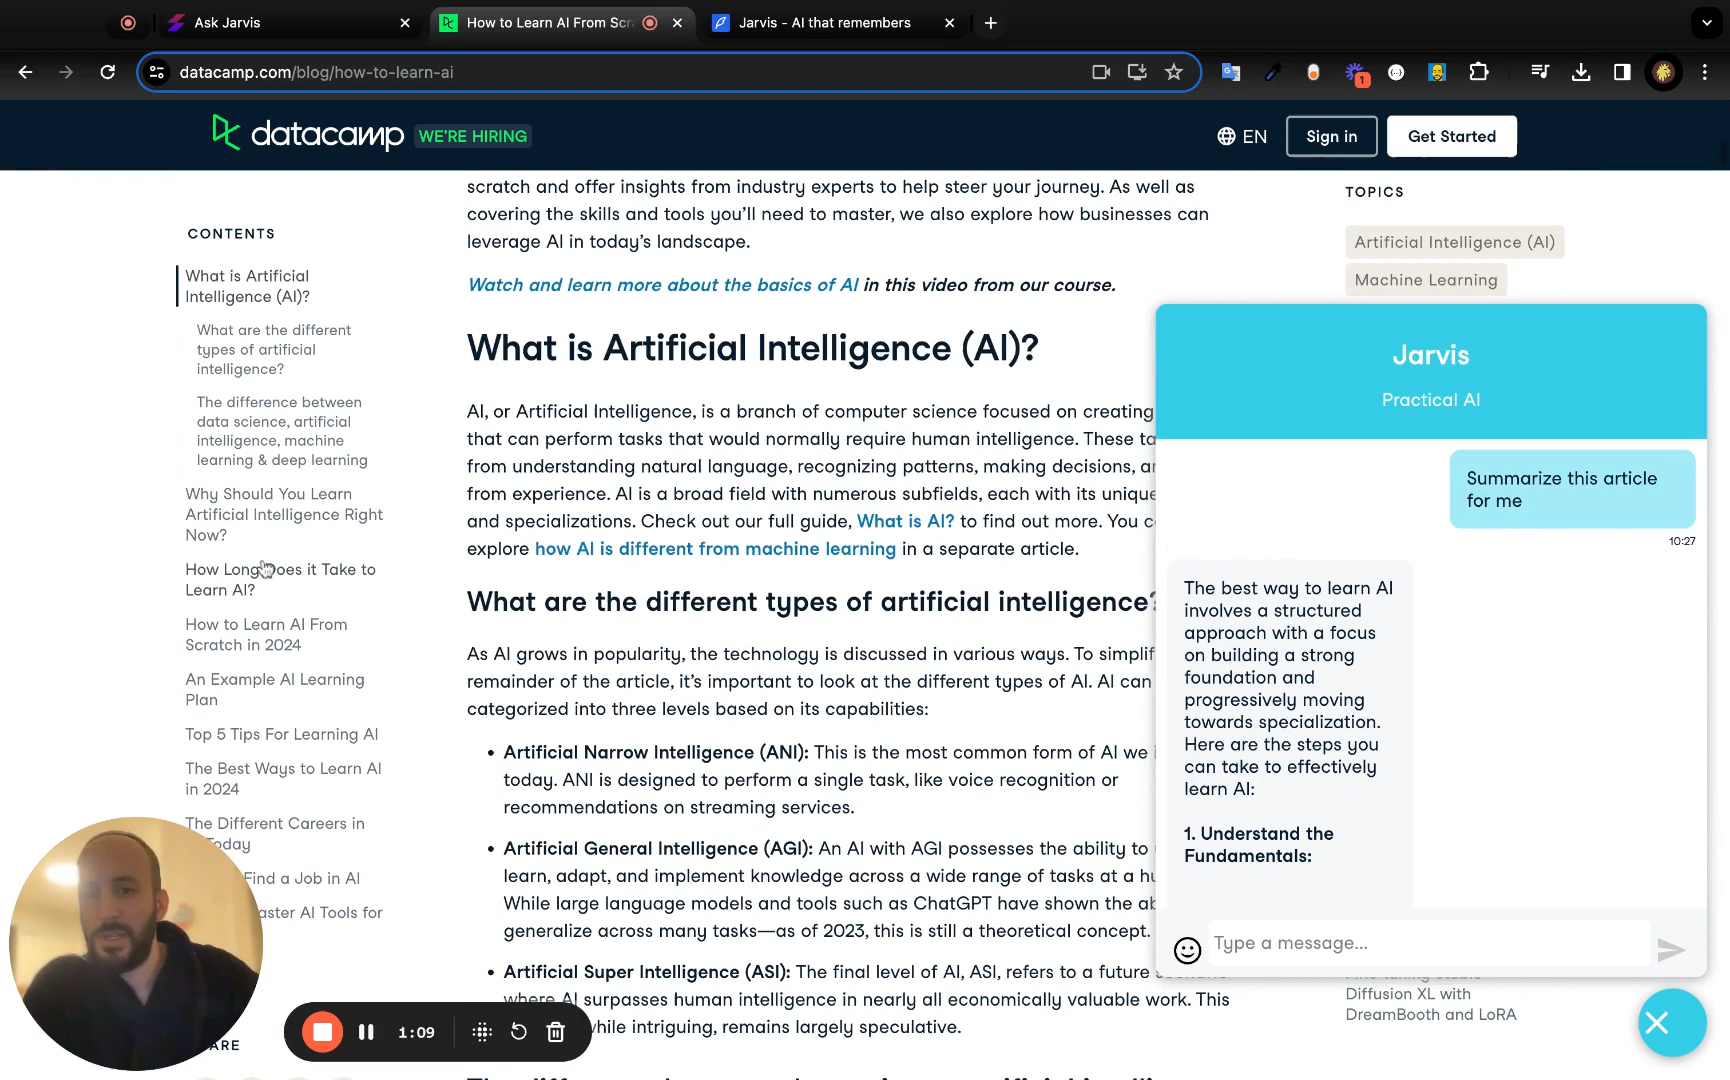 Ask Jarvis
How to Learn AI From Scr
Jarvis - AI that remembers
datacamp.com/blog/how-to-learn-ai
1
datacamp WE'RE HIRING
EN
Sign in
Get Started
CONTENTS
What is Artificial
Intelligence (AI)?
What are the different
types of artificial
intelligence?
The difference between
data science, artificial
intelligence, machine
learning & deep learning
Why Should You Learn
Artificial Intelligence Right
Now?
How Long Does it Take to
Learn AI?
How to Learn AI From
Scratch in 2024
An Example AI Learning
Plan
Top 5 Tips For Learning AI
The Best Ways to Learn AI
in 2024
The Different Careers in
Today
Find a Job in AI
aster AI Tools for
ARE
1:09
scratch and offer insights from industry experts to help steer your journey. As well as
covering the skills and tools you'll need to master, we also explore how businesses can
leverage AI in today's landscape.
Watch and learn more about the basics of AI in this video from our course.
What is Artificial Intelligence (AI)?
AI, or Artificial Intelligence, is a branch of computer science focused on creating
that can perform tasks that would normally require human intelligence. These ta
from understanding natural language, recognizing patterns, making decisions, a
from experience. AI is a broad field with numerous subfields, each with its unique
and specializations. Check out our full guide, What is AI? to find out more. You c
explore how AI is different from machine learning in a separate article.
What are the different types of artificial intelligence?
As AI grows in popularity, the technology is discussed in various ways. To simplif
remainder of the article, it's important to look at the different types of AI. AI can
categorized into three levels based on its capabilities:
• Artificial Narrow Intelligence (ANI): This is the most common form of AI we i
today. ANI is designed to perform a single task, like voice recognition or
recommendations on streaming services.
• Artificial General Intelligence (AGI): An AI with AGI possesses the ability to
learn, adapt, and implement knowledge across a wide range of tasks at a hu
While large language models and tools such as ChatGPT have shown the ab
generalize across many tasks—as of 2023, this is still a theoretical concept.
• Artificial Super Intelligence (ASI): The final level of AI, ASI, refers to a future
where AI surpasses human intelligence in nearly all economically valuable work. This
while intriguing, remains largely speculative.
TOPICS
Artificial Intelligence (AI)
Machine Learning
Jarvis
Practical AI
Summarize this article
for me
10:27
The best way to learn AI
involves a structured
approach with a focus
on building a strong
foundation and
progressively moving
towards specialization.
Here are the steps you
can take to effectively
learn AI:
1. Understand the
Fundamentals:
Type a message...
Diffusion XL with
DreamBooth and LoRA